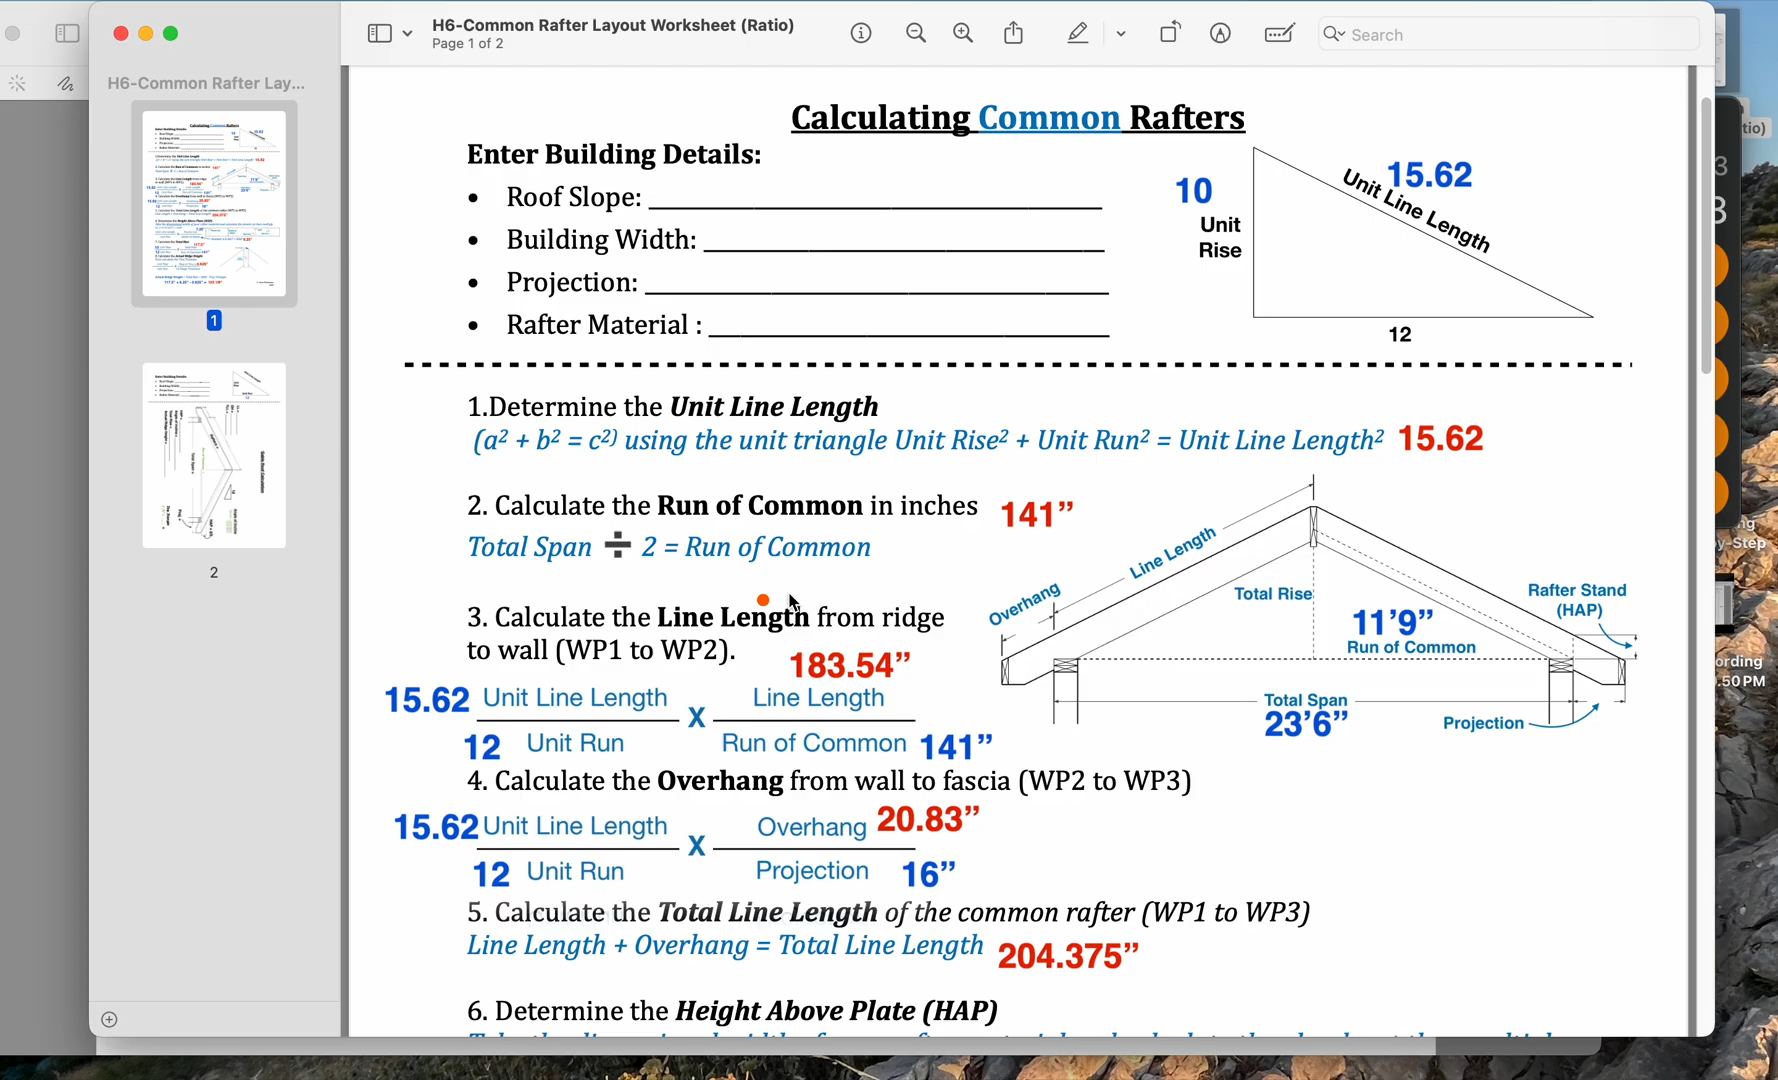 H6-Common Rafter Layout Worksheet (Ratio)
Page 1 of 2
Search
H6-Common Rafter Lay...
1
2
Calculating Common Rafters
Enter Building Details:
• Roof Slope:
• Building Width:
• Projection:
• Rafter Material :
10
Unit
Rise
15.62
Unit Line Length
12
1.Determine the Unit Line Length
(a² + b² = c²) using the unit triangle Unit Rise² + Unit Run² = Unit Line Length² 15.62
2. Calculate the Run of Common in inches 141”
Total Span ÷ 2 = Run of Common
3. Calculate the Line Length from ridge
to wall (WP1 to WP2).
183.54”
15.62 Unit Line Length
X
Line Length
12 Unit Run
Run of Common 141”
Overhang
Line Length
Total Rise
11’9”
Run of Common
Rafter Stand
(HAP)
Total Span
23’6”
Projection
4. Calculate the Overhang from wall to fascia (WP2 to WP3)
15.62 Unit Line Length
X
Overhang 20.83”
12 Unit Run
Projection 16”
5. Calculate the Total Line Length of the common rafter (WP1 to WP3)
Line Length + Overhang = Total Line Length 204.375”
6. Determine the Height Above Plate (HAP)
tio)
3
3
ng
y-Step
ording
.50 PM